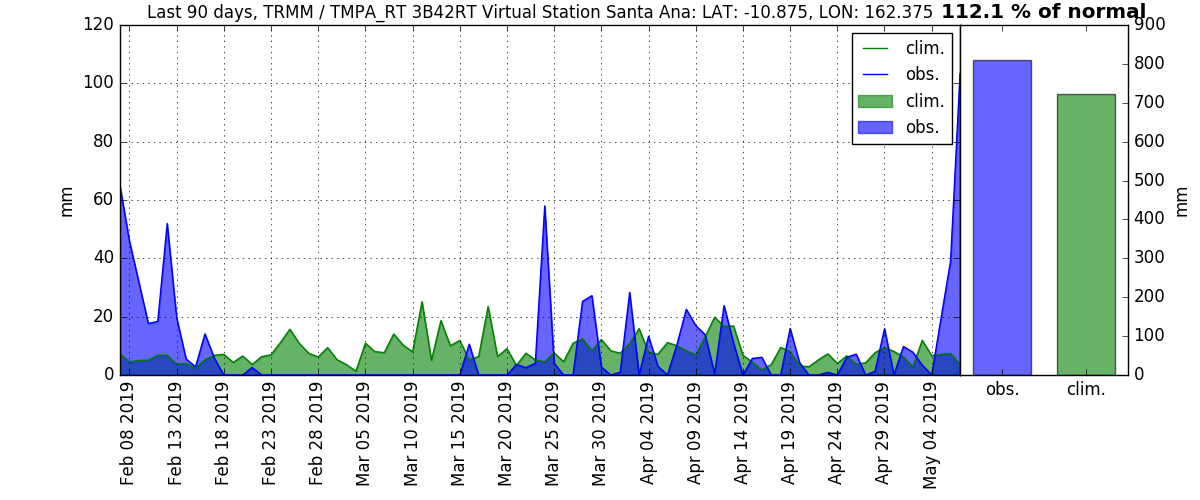 Last 90 days, TRMM / TMPA_RT 3B42RT Virtual Station Santa Ana: LAT: -10.875, LON: 162.375 112.1 % of normal
120
100
80
60
40
20
0
mm
clim.
obs.
clim.
obs.
900
800
700
600
500
400
300
200
100
0
mm
obs.
clim.
Feb 08 2019
Feb 13 2019
Feb 18 2019
Feb 23 2019
Feb 28 2019
Mar 05 2019
Mar 10 2019
Mar 15 2019
Mar 20 2019
Mar 25 2019
Mar 30 2019
Apr 04 2019
Apr 09 2019
Apr 14 2019
Apr 19 2019
Apr 24 2019
Apr 29 2019
May 04 2019